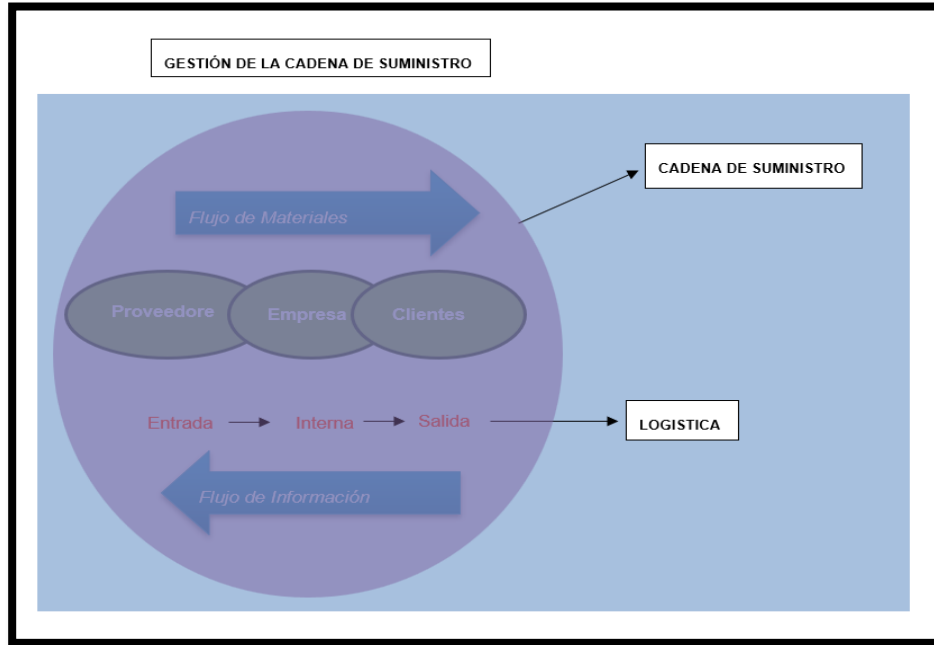 GESTIÓN DE LA CADENA DE SUMINISTRO
CADENA DE SUMINISTRO
Flujo de Materiales
Proveedore
Empresa
Clientes
Entrada
Interna
Salida
LOGISTICA
Flujo de Información